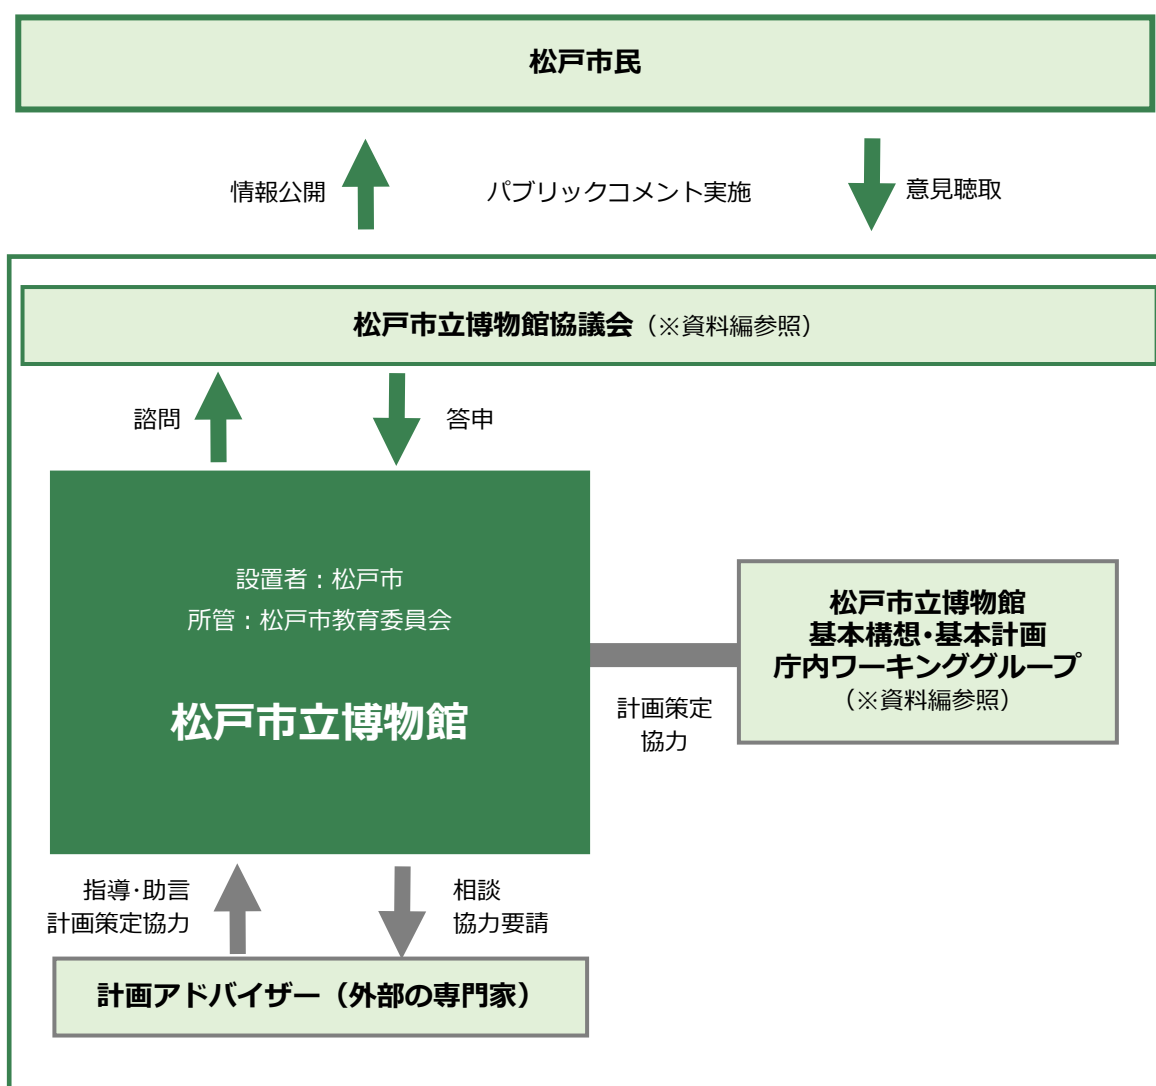 松戸市民
情報公開
パブリックコメント実施
意見聴取
松戸市立博物館協議会（※資料編参照）
諮問
答申
設置者：松戸市
所管：松戸市教育委員会
松戸市立博物館
計画策定
協力
松戸市立博物館
基本構想・基本計画
庁内ワーキンググループ
（※資料編参照）
指導・助言
計画策定協力
相談
協力要請
計画アドバイザー（外部の専門家）